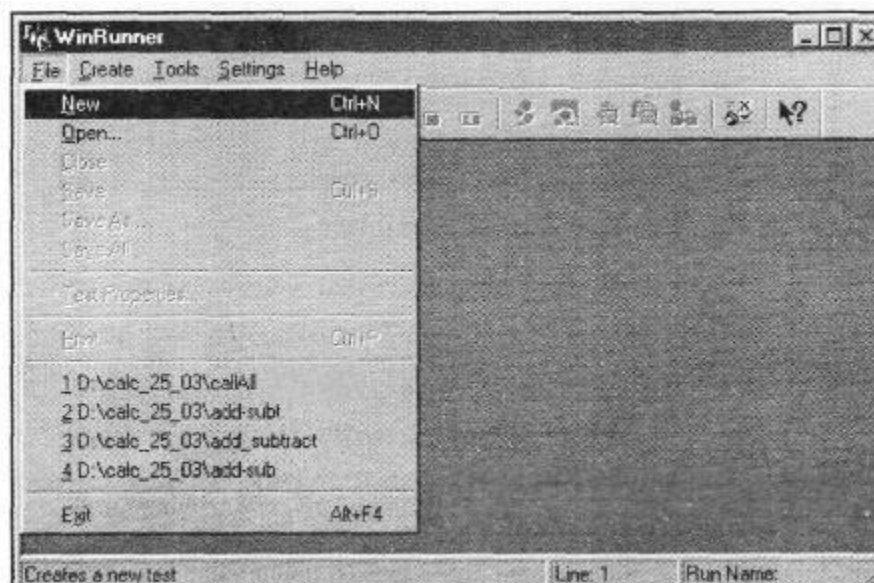 WinRunner
File Create Tools Settings Help
New Ctrl+N
Open... Ctrl+O
Close
Save Ctrl+S
Save As...
Save All
Test Properties...
Print Ctrl+P
1 D:\calc_25_03\callAll
2 D:\calc_25_03\add-subt
3 D:\calc_25_03\add_subtract
4 D:\calc_25_03\add-sub
Exit Alt+F4
Creates a new test Line: 1 Run Name: